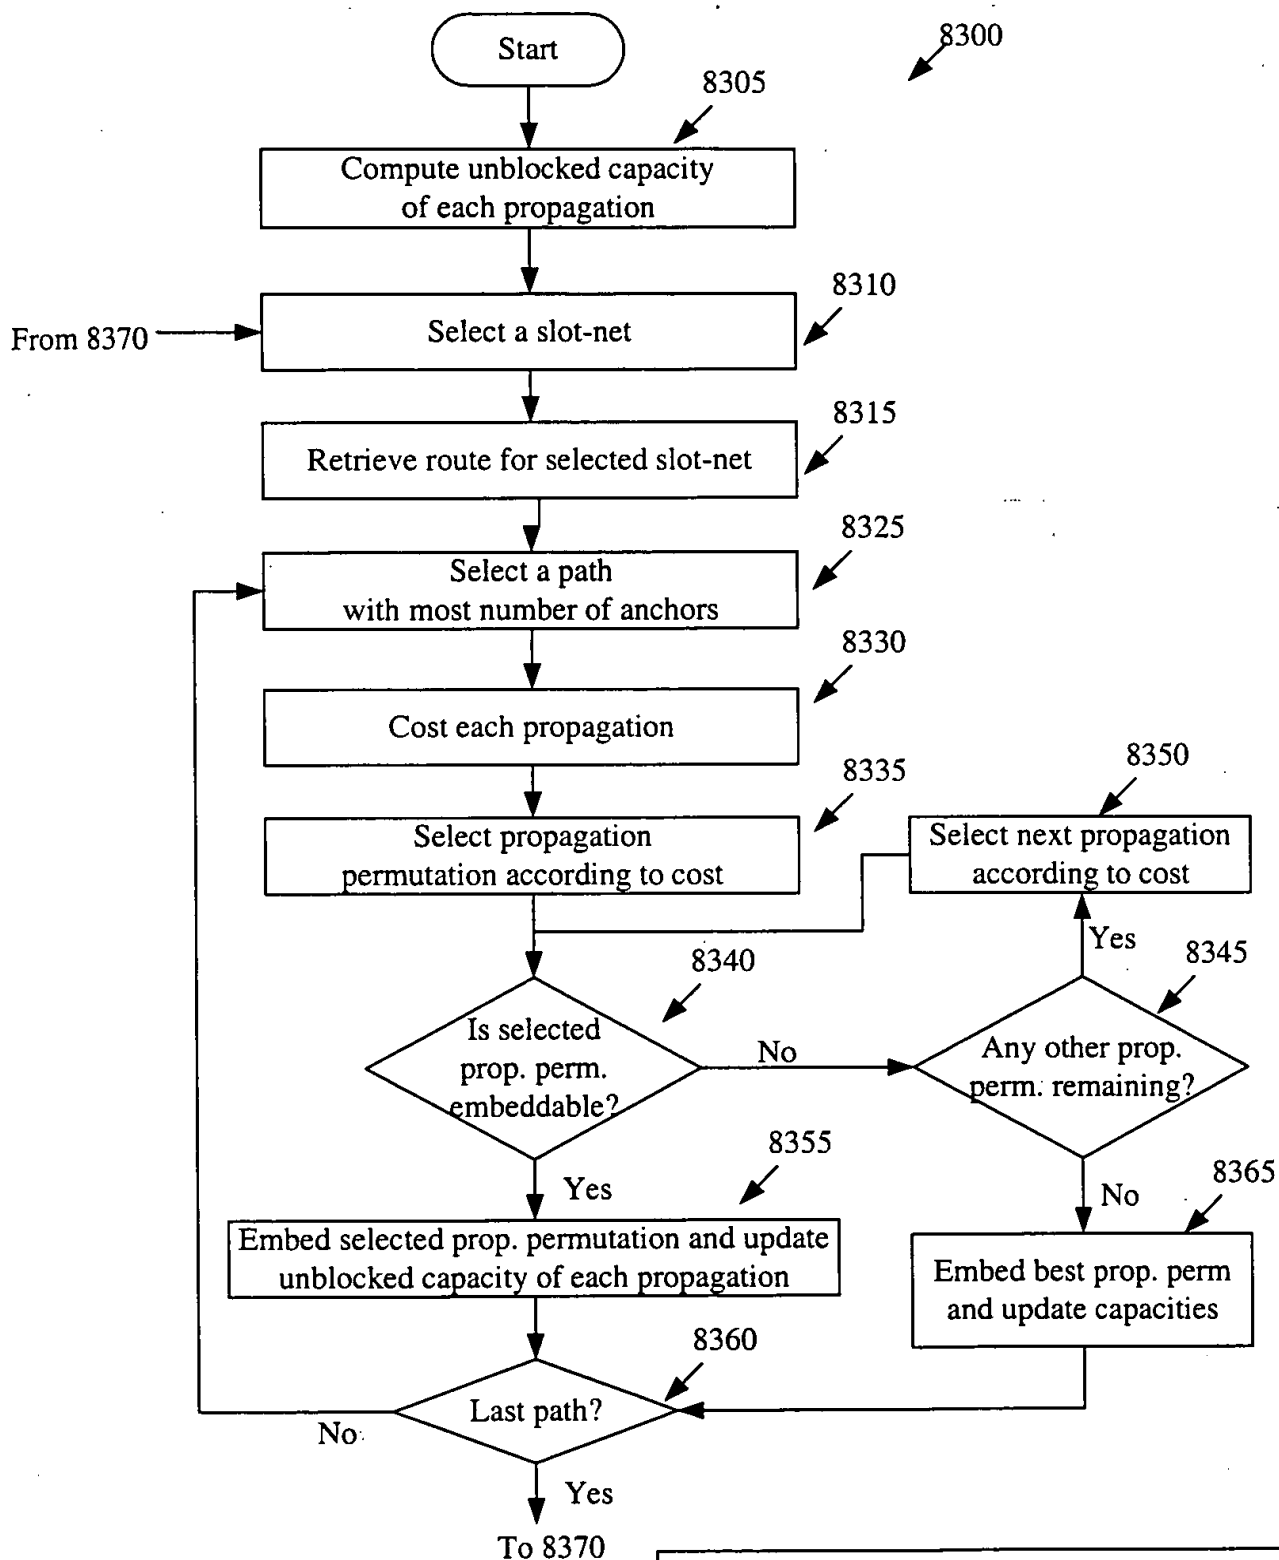 Start
8300
8305
Compute unblocked capacity
of each propagation
8310
From 8370
Select a slot-net
8315
Retrieve route for selected slot-net
8325
Select a path
with most number of anchors
8330
Cost each propagation
8335
Select propagation
permutation according to cost
8350
Select next propagation
according to cost
Yes
8340
8345
Is selected
prop. perm.
embeddable?
No
Any other prop.
perm. remaining?
8355
Yes
8365
No
Embed selected prop. permutation and update
unblocked capacity of each propagation
Embed best prop. perm
and update capacities
8360
Last path?
No
Yes
To 8370